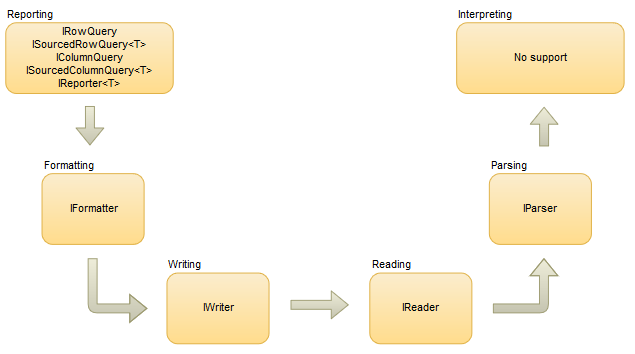 Reporting
IRowQuery
ISourcedRowQuery<T>
IColumnQuery
ISourcedColumnQuery<T>
IReporter<T>
Interpreting
No support
Formatting
IFormatter
Parsing
IParser
Writing
IWriter
Reading
IReader